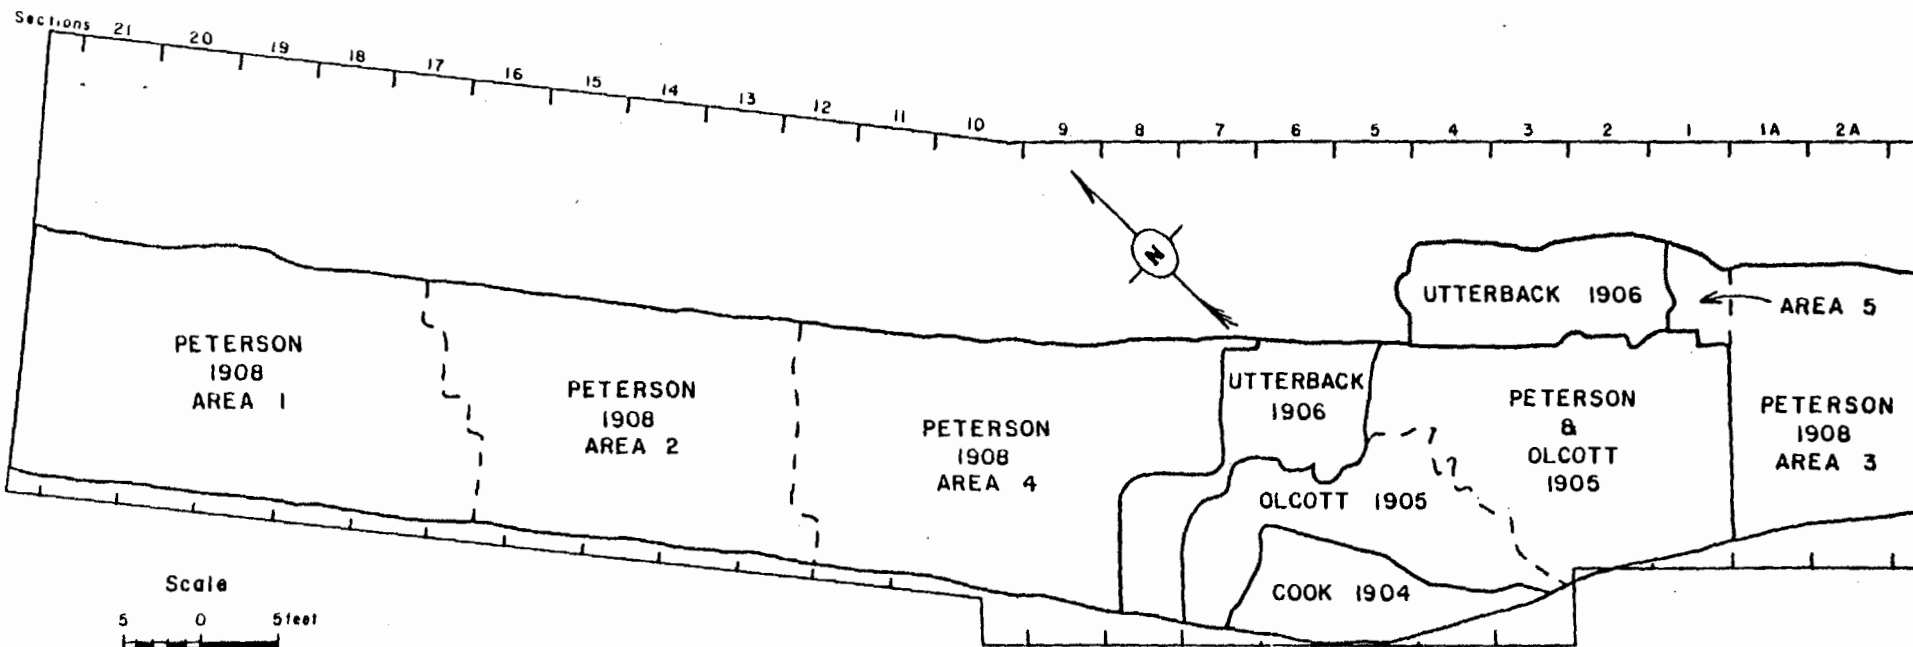 Sections 21 20 19 18 17 16 15 14 13 12 11 10 9 8 7 6 5 4 3 2 1 1A 2A
N
UTTERBACK 1906
AREA 5
PETERSON
1908
AREA 1
PETERSON
1908
AREA 2
PETERSON
1908
AREA 4
UTTERBACK
1906
PETERSON
&
OLCOTT
1905
PETERSON
1908
AREA 3
OLCOTT 1905
COOK 1904
Scale
5 0 5 feet